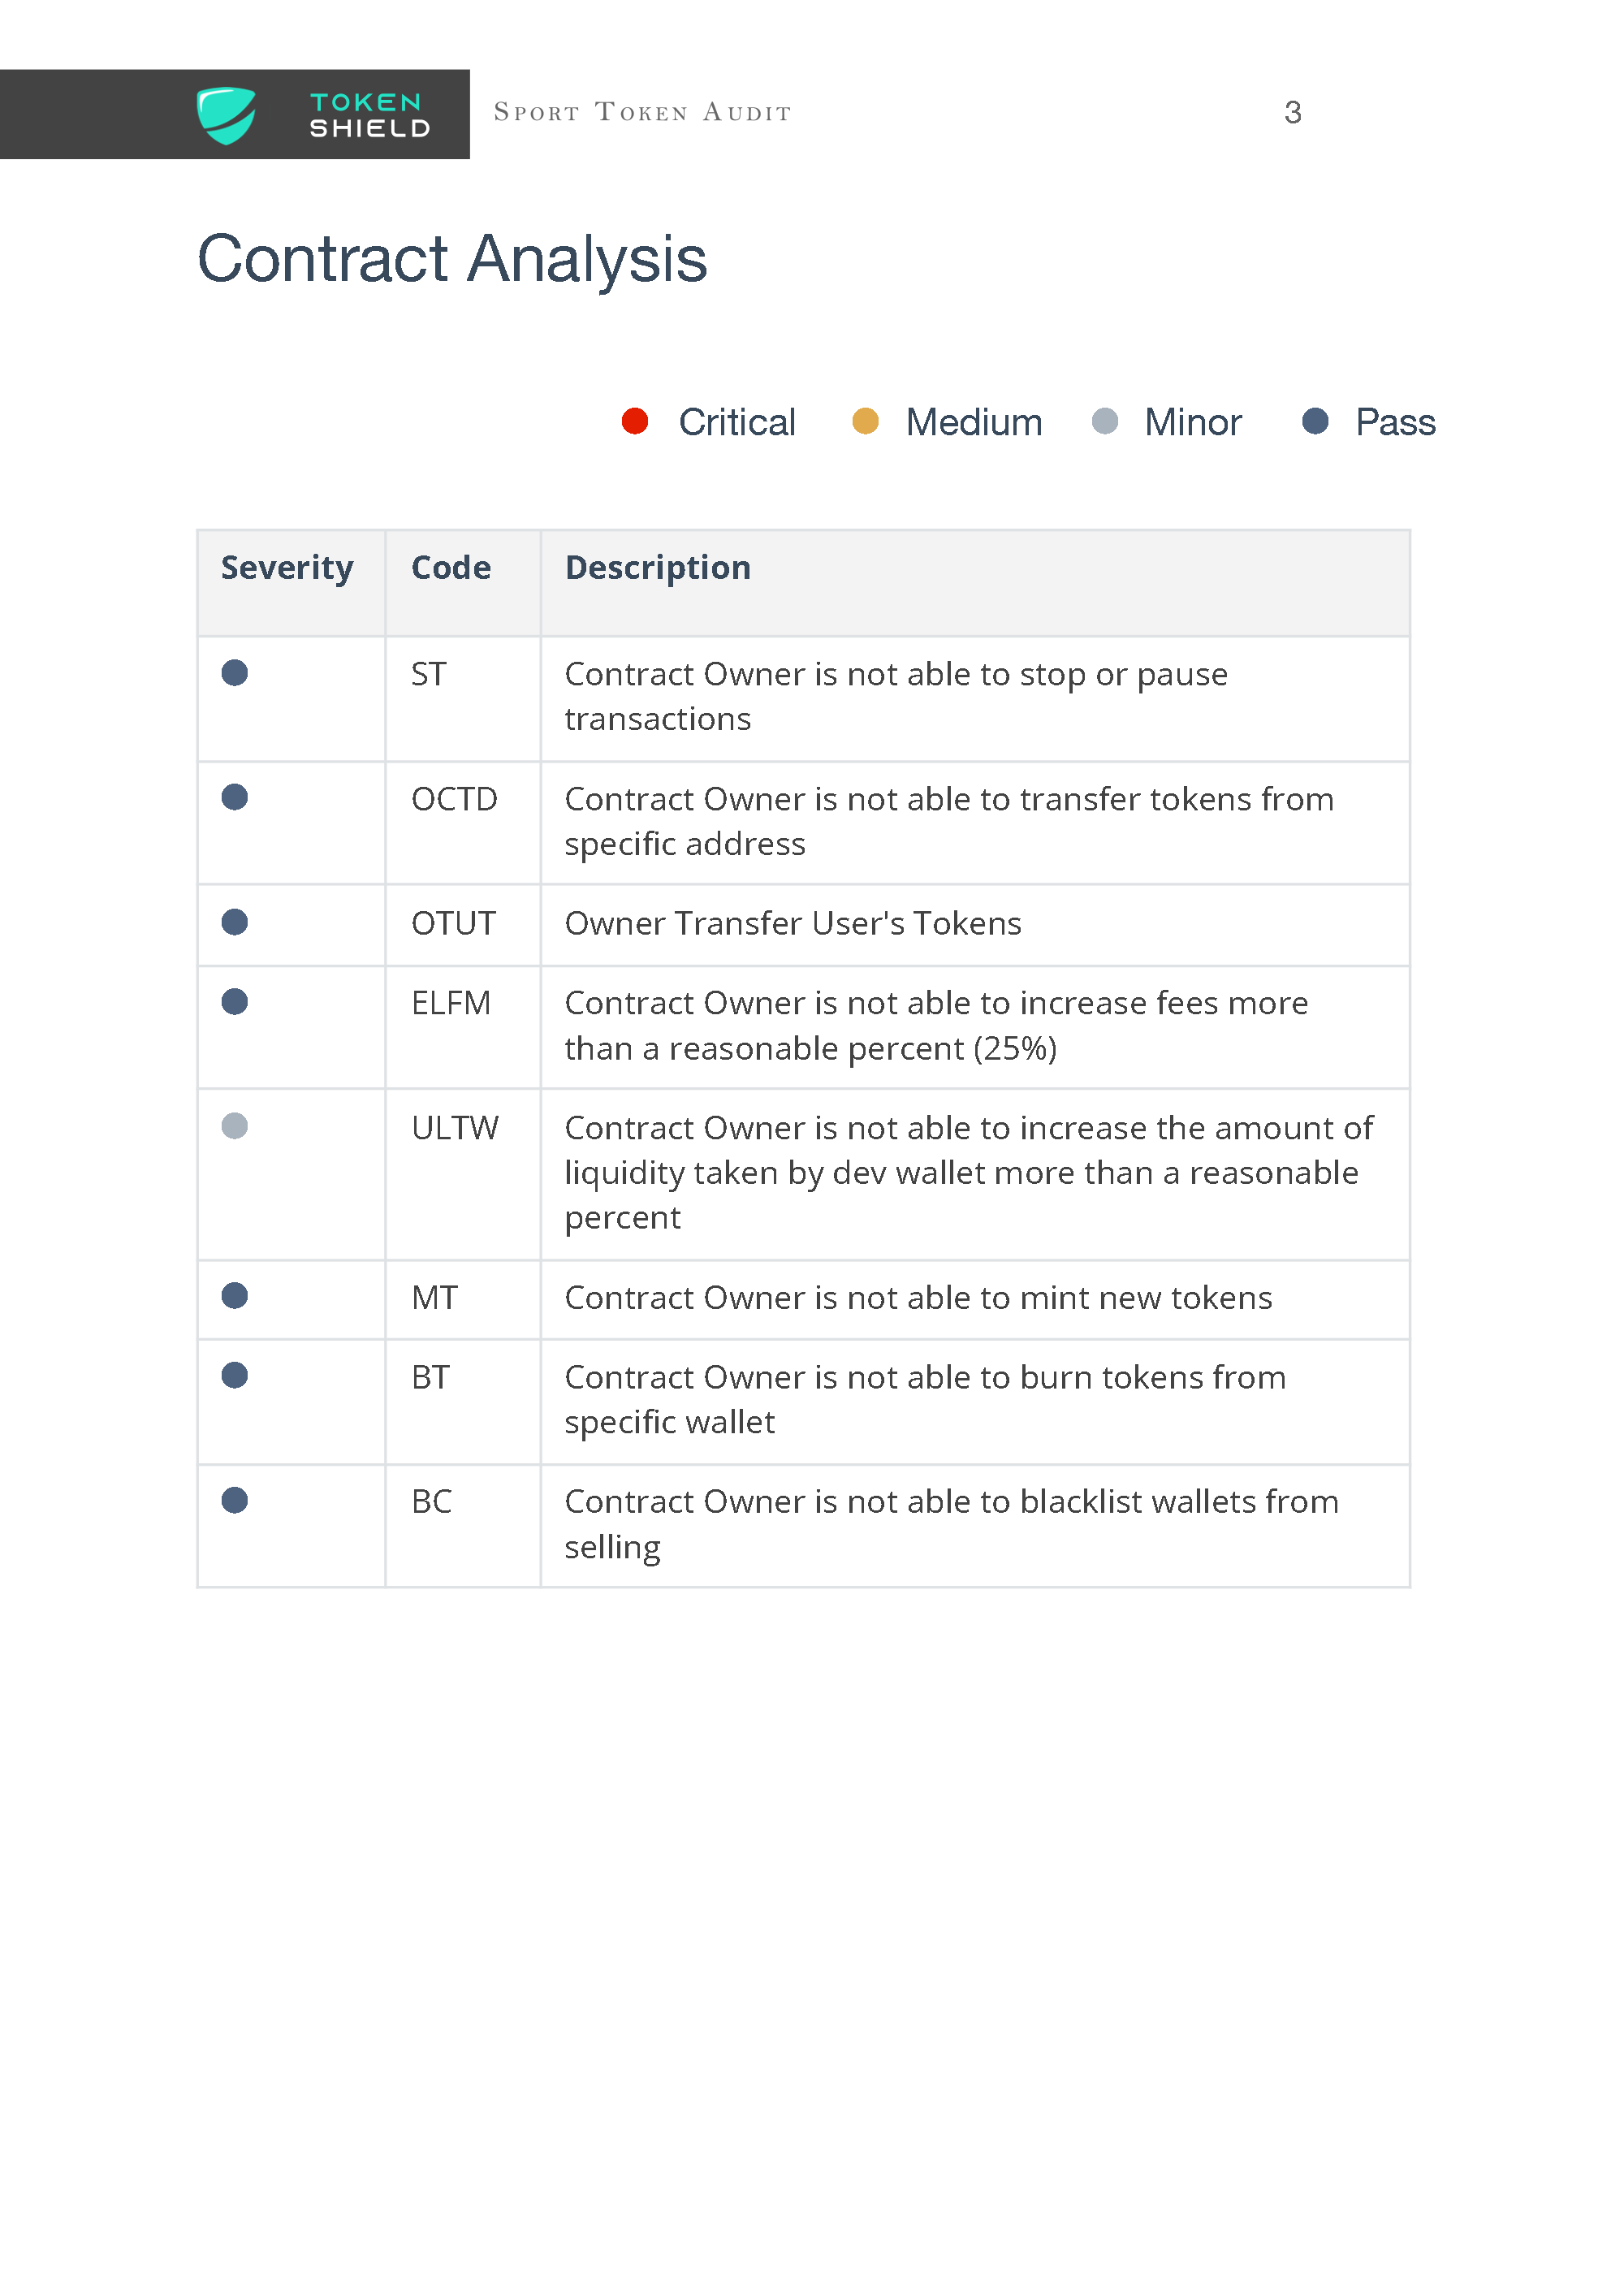 TOKEN
SHIELD
Sport Token Audit
3
Contract Analysis
Critical Medium Minor Pass
Severity Code Description
ST Contract Owner is not able to stop or pause
transactions
OCTD Contract Owner is not able to transfer tokens from
specific address
OTUT Owner Transfer User's Tokens
ELFM Contract Owner is not able to increase fees more
than a reasonable percent (25%)
ULTW Contract Owner is not able to increase the amount of
liquidity taken by dev wallet more than a reasonable
percent
MT Contract Owner is not able to mint new tokens
BT Contract Owner is not able to burn tokens from
specific wallet
BC Contract Owner is not able to blacklist wallets from
selling